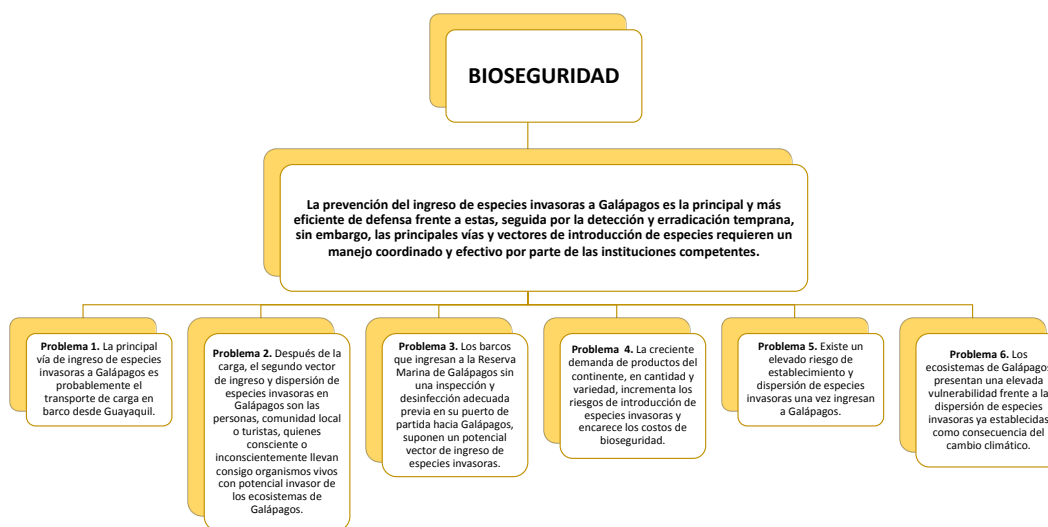 BIOSEGURIDAD
La prevención del ingreso de especies invasoras a Galápagos es la principal y más
eficiente de defensa frente a estas, seguida por la detección y erradicación temprana,
sin embargo, las principales vías y vectores de introducción de especies requieren un
manejo coordinado y efectivo por parte de las instituciones competentes.
Problema 1. La principal
vía de ingreso de especies
invasoras a Galápagos es
probablemente el
transporte de carga en
barco desde Guayaquil.
Problema 2. Después de la
carga, el segundo vector de
ingreso y dispersión de
especies invasoras en
Galápagos son las
personas, comunidad local
o turistas, quienes
consciente o
inconscientemente llevan
consigo organismos vivos
con potencial invasor de
los ecosistemas de
Galápagos.
Problema 3. Los barcos
que ingresan a la Reserva
Marina de Galápagos sin
una inspección y
desinfección adecuada
previa en su puerto de
partida hacia Galápagos,
suponen un potencial
vector de ingreso de
especies invasoras.
Problema 4. La creciente
demanda de productos del
continente, en cantidad y
variedad, incrementa los
riesgos de introducción de
especies invasoras y
encarece los costos de
bioseguridad.
Problema 5. Existe un
elevado riesgo de
establecimiento y
dispersión de especies
invasoras una vez ingresan
a Galápagos.
Problema 6. Los
ecosistemas de Galápagos
presentan una elevada
vulnerabilidad frente a la
dispersión de especies
invasoras ya establecidas
como consecuencia del
cambio climático.